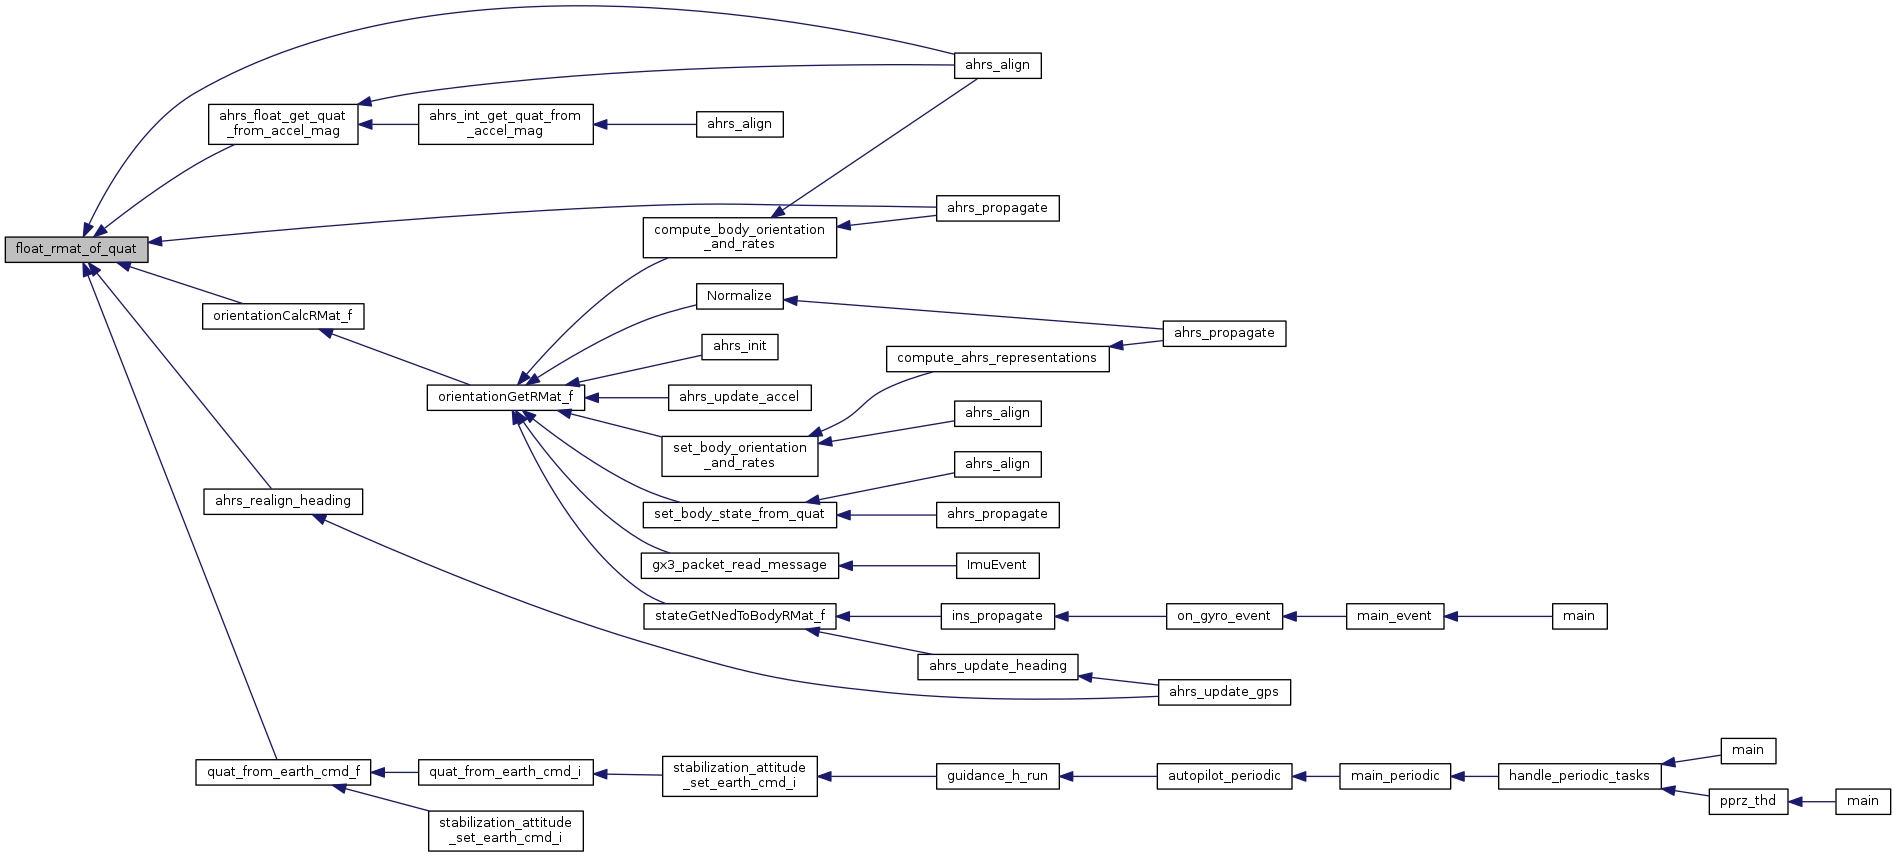 ahrs_align
ahrs_float_get_quat
_from_accel_mag
ahrs_int_get_quat_from
_accel_mag
ahrs_align
ahrs_propagate
compute_body_orientation
_and_rates
float_rmat_of_quat
Normalize
orientationCalcRMat_f
ahrs_propagate
ahrs_init
compute_ahrs_representations
orientationGetRMat_f
ahrs_update_accel
ahrs_align
set_body_orientation
_and_rates
ahrs_align
ahrs_realign_heading
set_body_state_from_quat
ahrs_propagate
gx3_packet_read_message
ImuEvent
stateGetNedToBodyRMat_f
ins_propagate
on_gyro_event
main_event
main
ahrs_update_heading
ahrs_update_gps
main
quat_from_earth_cmd_f
quat_from_earth_cmd_i
stabilization_attitude
_set_earth_cmd_i
guidance_h_run
autopilot_periodic
main_periodic
handle_periodic_tasks
pprz_thd
main
stabilization_attitude
_set_earth_cmd_i